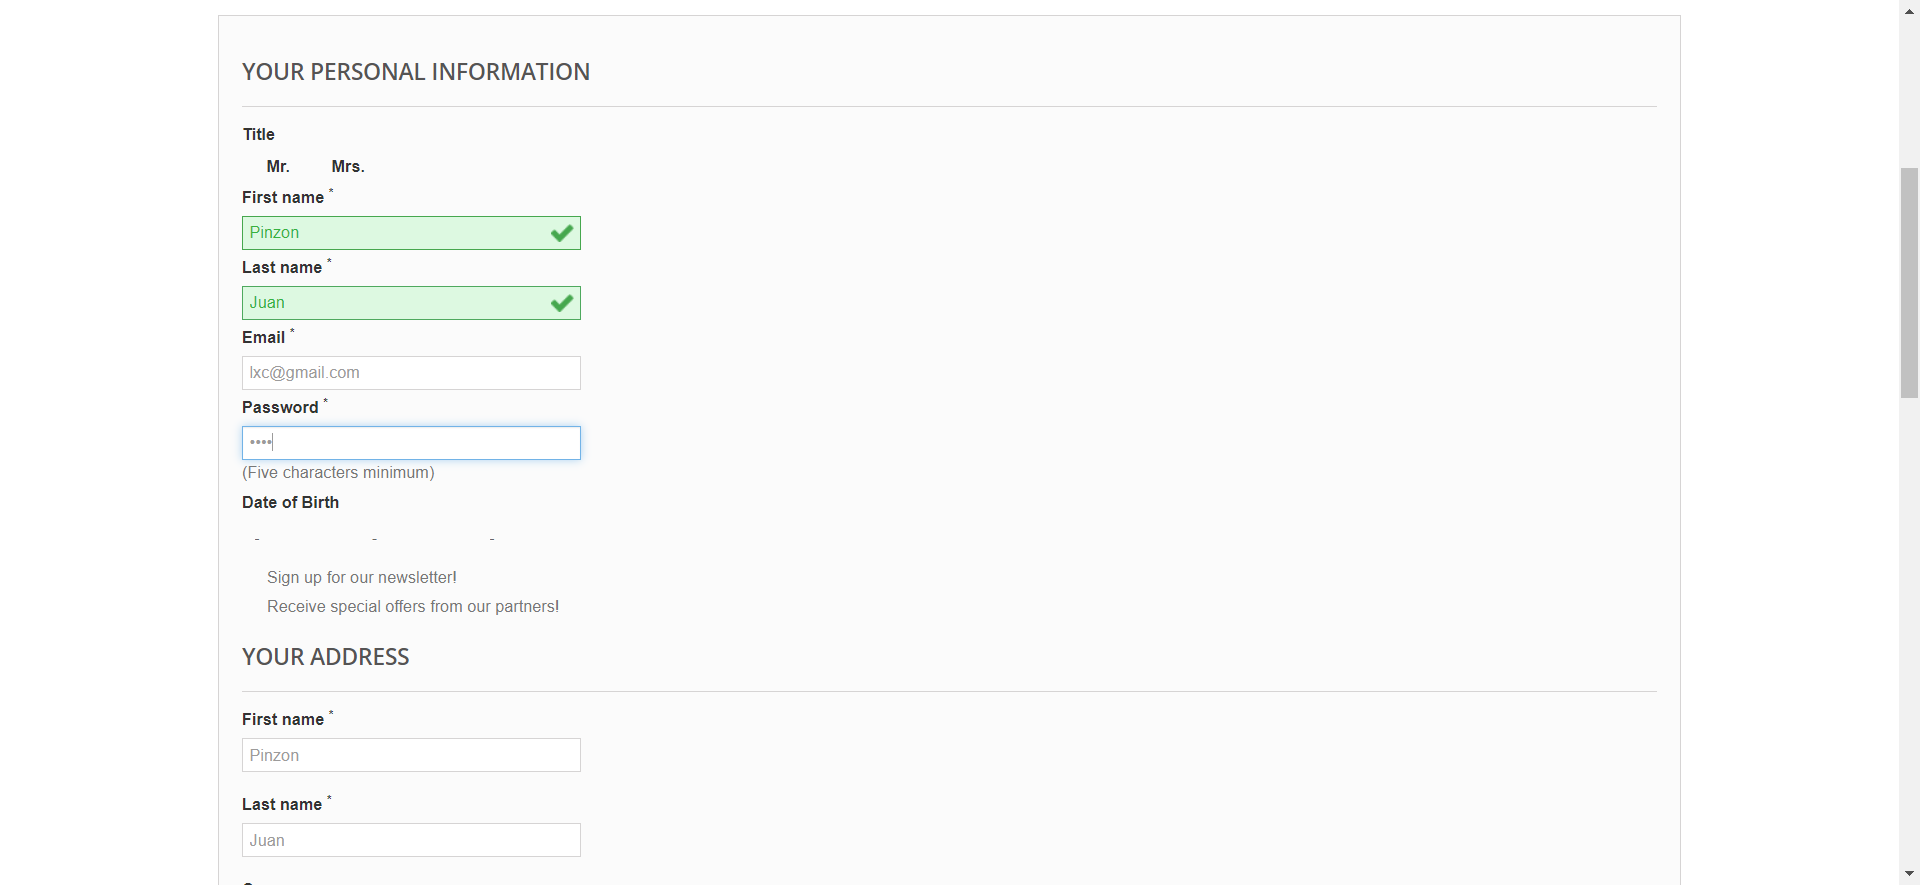 YOUR PERSONAL INFORMATION
Title
Mr. Mrs.
First name *
Pinzon
Last name *
Juan
Email *
lxc@gmail.com
Password *
••••
(Five characters minimum)
Date of Birth
- - -
Sign up for our newsletter!
Receive special offers from our partners!
YOUR ADDRESS
First name *
Pinzon
Last name *
Juan